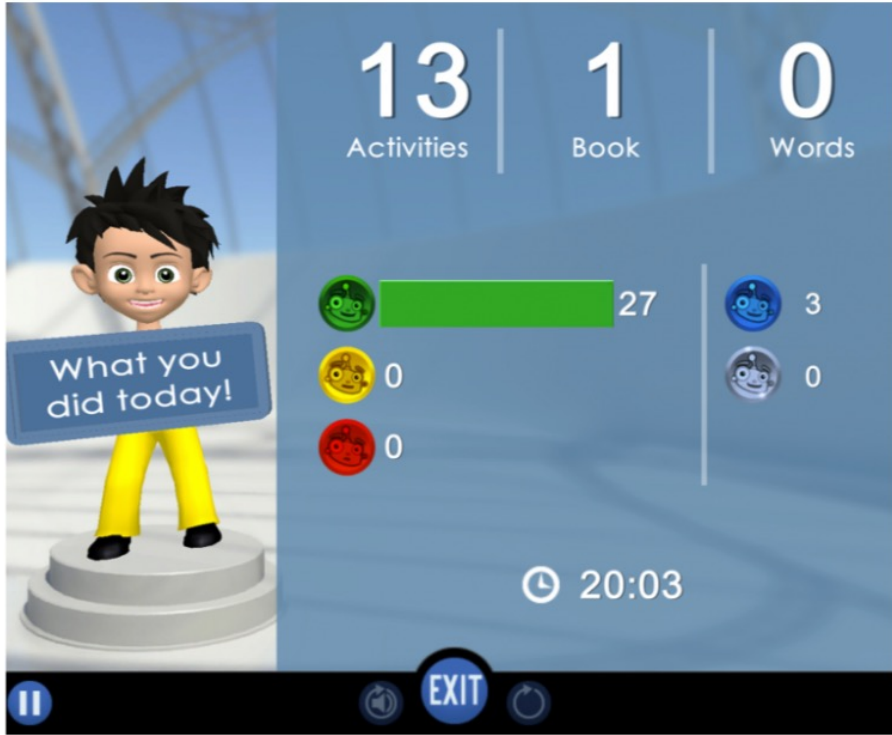 13 1 0
Activities Book Words
What you
did today!
27 3
0 0
0
20:03
EXIT